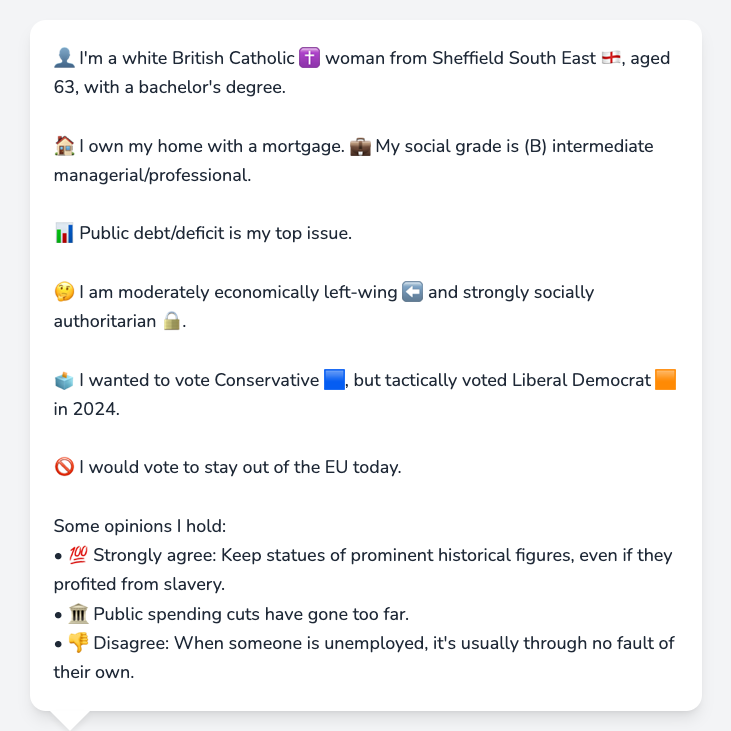 👤 I'm a white British Catholic ✝️ woman from Sheffield South East 🏴󠁧󠁢󠁥󠁮󠁧󠁿, aged
63, with a bachelor's degree.
🏠 I own my home with a mortgage. 💼 My social grade is (B) intermediate
managerial/professional.
📊 Public debt/deficit is my top issue.
🤔 I am moderately economically left-wing ⬅️ and strongly socially
authoritarian 🔒.
🗳️ I wanted to vote Conservative 🟦, but tactically voted Liberal Democrat 🟧
in 2024.
🚫 I would vote to stay out of the EU today.
Some opinions I hold:
• 💯 Strongly agree: Keep statues of prominent historical figures, even if they
profited from slavery.
• 🏛️ Public spending cuts have gone too far.
• 👎 Disagree: When someone is unemployed, it's usually through no fault of
their own.